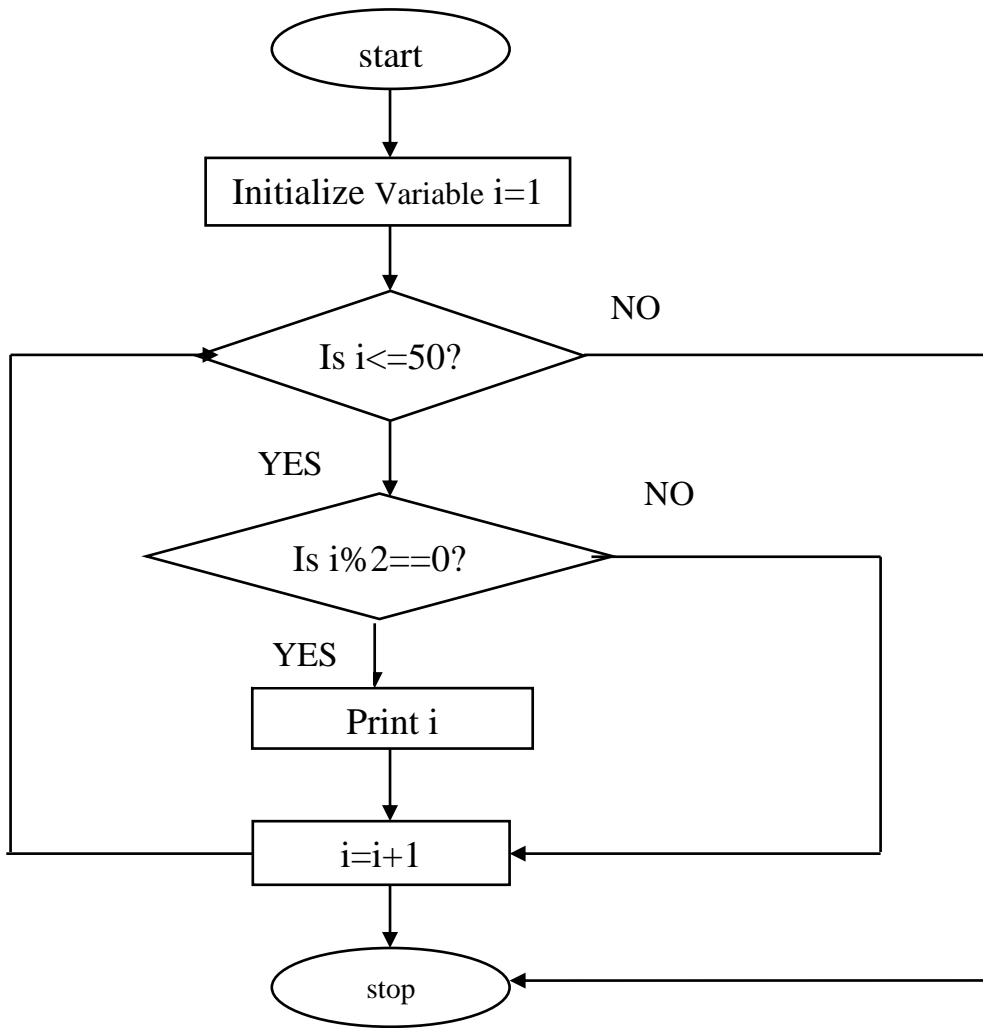 start
Initialize Variable i=1
NO
Is i<=50?
YES
NO
Is i%2==0?
YES
Print i
i=i+1
stop